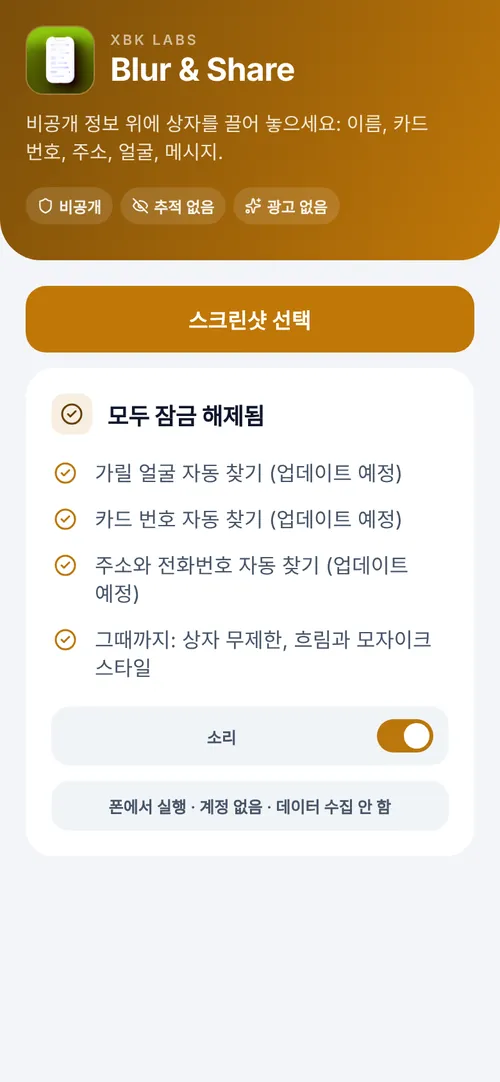 XBK LABS
Blur & Share
비공개 정보 위에 상자를 끌어 놓으세요: 이름, 카드
번호, 주소, 얼굴, 메시지.
비공개
추적 없음
광고 없음
스크린샷 선택
모두 잠금 해제됨
가릴 얼굴 자동 찾기 (업데이트 예정)
카드 번호 자동 찾기 (업데이트 예정)
주소와 전화번호 자동 찾기 (업데이트
예정)
그때까지: 상자 무제한, 흐림과 모자이크
스타일
소리
폰에서 실행 · 계정 없음 · 데이터 수집 안 함